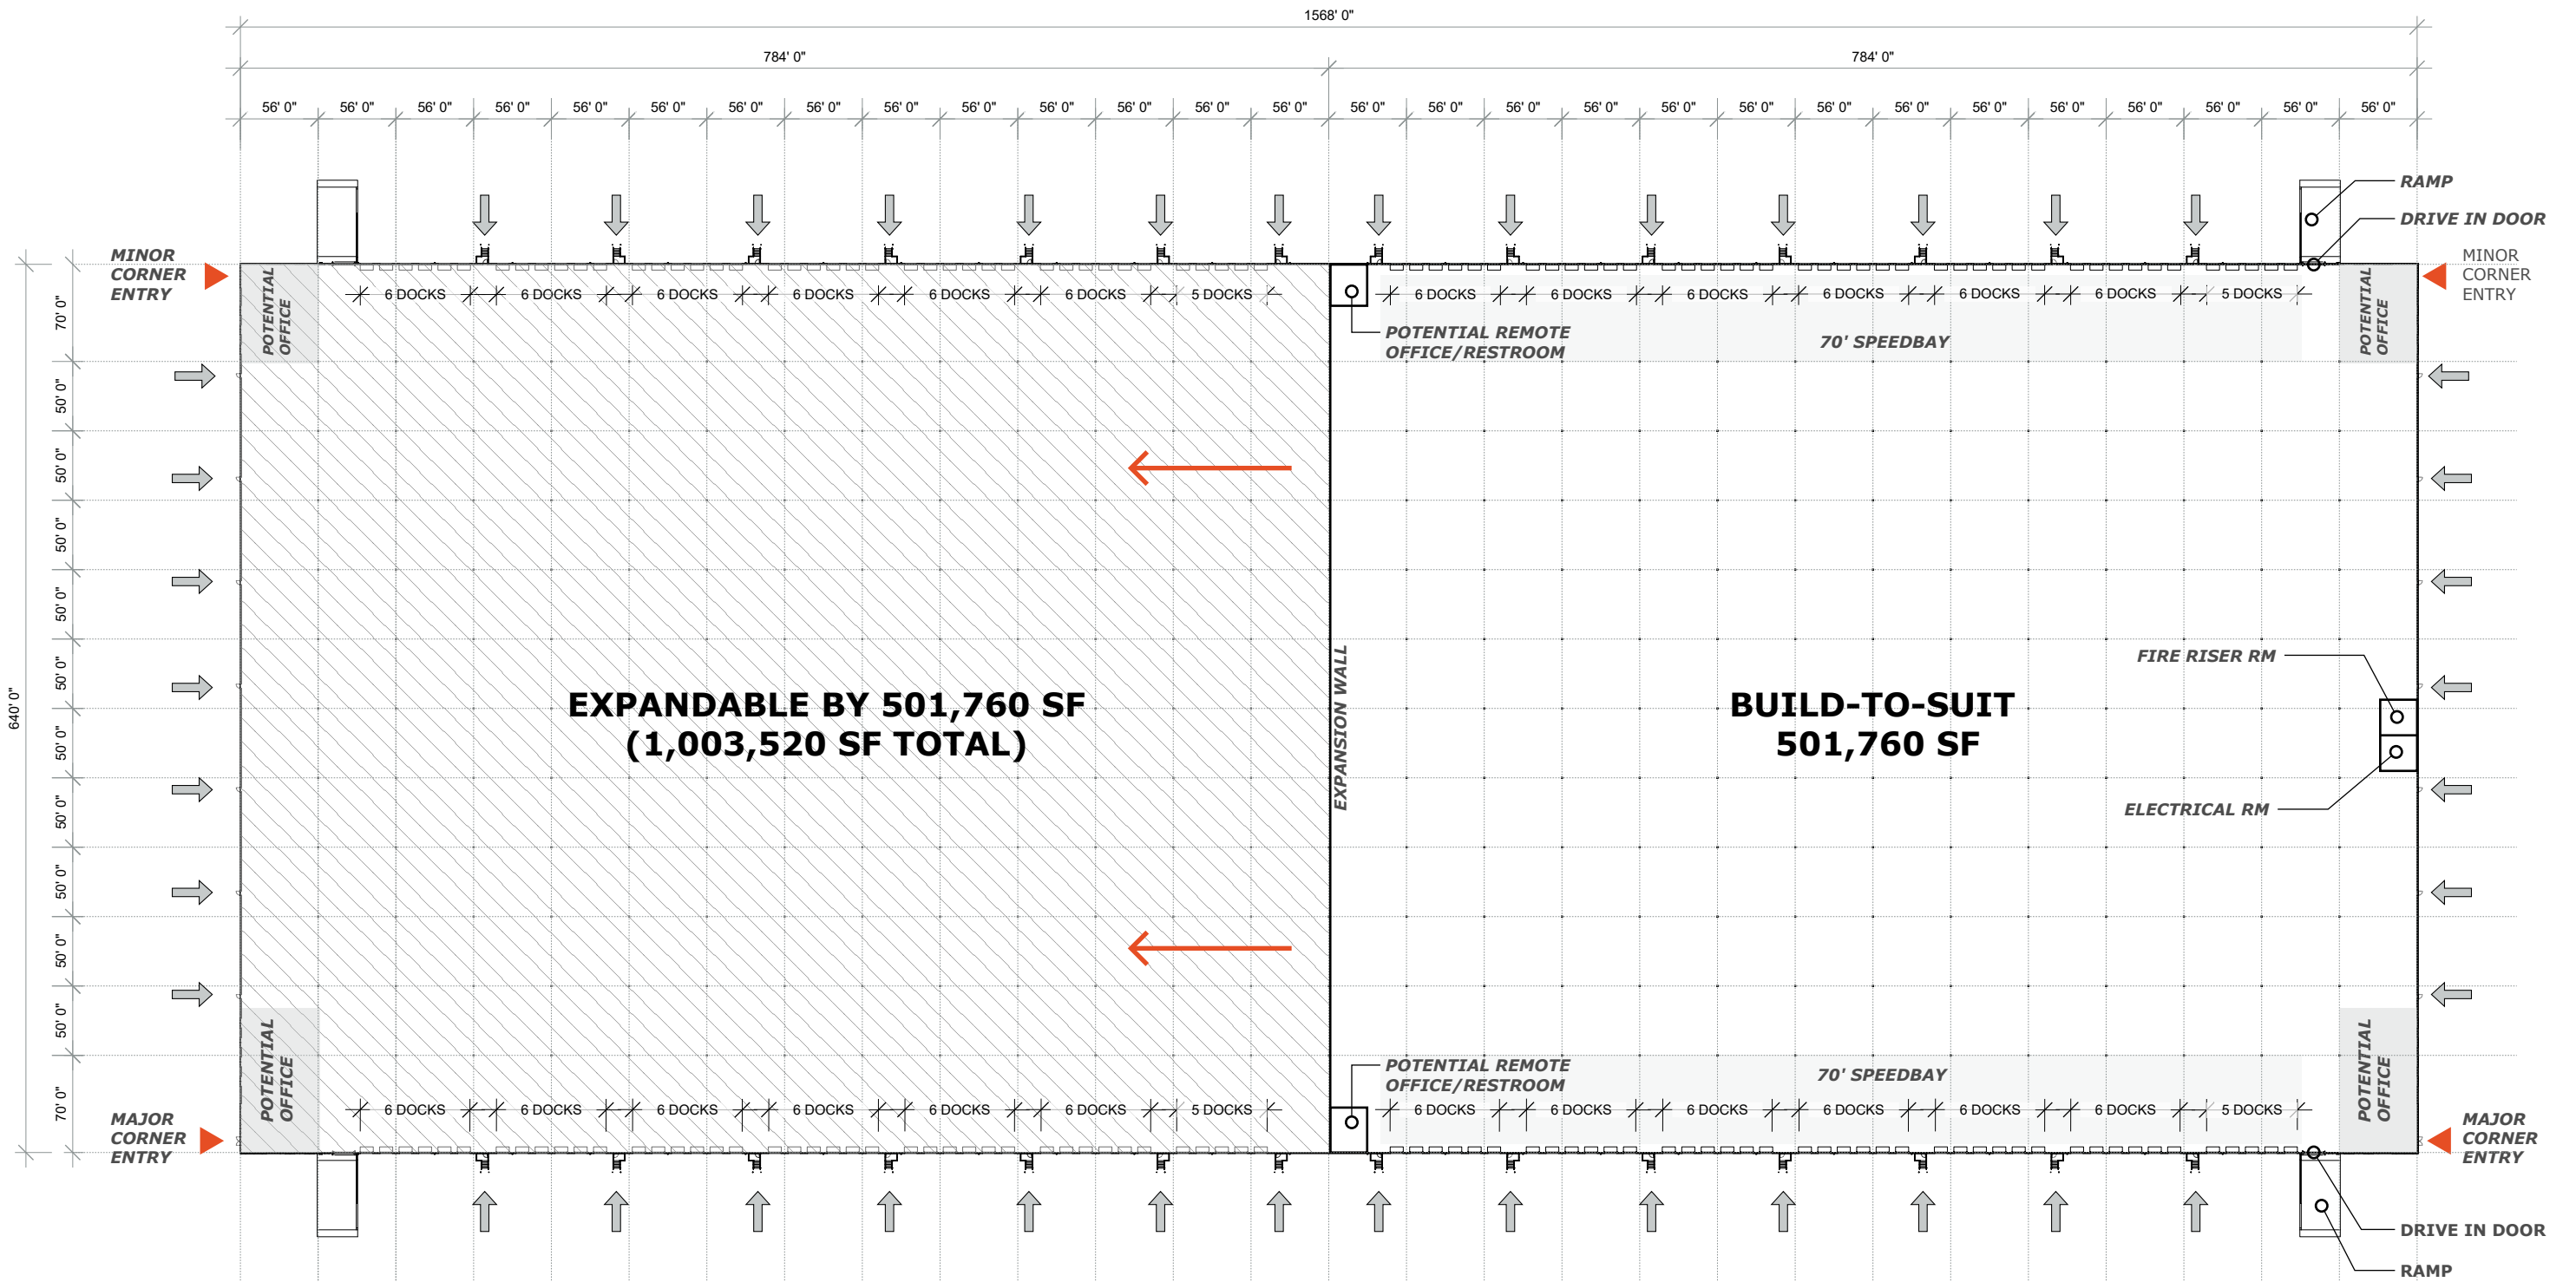 1568' 0"
784' 0"
784' 0"
56' 0" 56' 0" 56' 0" 56' 0" 56' 0" 56' 0" 56' 0" 56' 0" 56' 0" 56' 0" 56' 0" 56' 0" 56' 0" 56' 0" 56' 0" 56' 0" 56' 0" 56' 0" 56' 0" 56' 0" 56' 0" 56' 0" 56' 0" 56' 0" 56' 0" 56' 0" 56' 0" 56' 0"
RAMP
DRIVE IN DOOR
MINOR
CORNER
ENTRY
MINOR
CORNER
ENTRY
POTENTIAL
OFFICE
6 DOCKS 6 DOCKS 6 DOCKS 6 DOCKS 6 DOCKS 6 DOCKS 5 DOCKS
6 DOCKS 6 DOCKS 6 DOCKS 6 DOCKS 6 DOCKS 6 DOCKS 5 DOCKS
POTENTIAL
OFFICE
POTENTIAL REMOTE
OFFICE/RESTROOM
70' SPEEDBAY
640' 0"
70' 0"
50' 0"
50' 0"
50' 0"
50' 0"
50' 0"
50' 0"
50' 0"
50' 0"
50' 0"
50' 0"
70' 0"
EXPANDABLE BY 501,760 SF
(1,003,520 SF TOTAL)
EXPANSION WALL
BUILD-TO-SUIT
501,760 SF
FIRE RISER RM
ELECTRICAL RM
POTENTIAL
OFFICE
POTENTIAL REMOTE
OFFICE/RESTROOM
70' SPEEDBAY
POTENTIAL
OFFICE
6 DOCKS 6 DOCKS 6 DOCKS 6 DOCKS 6 DOCKS 6 DOCKS 5 DOCKS
6 DOCKS 6 DOCKS 6 DOCKS 6 DOCKS 6 DOCKS 6 DOCKS 5 DOCKS
MAJOR
CORNER
ENTRY
MAJOR
CORNER
ENTRY
DRIVE IN DOOR
RAMP